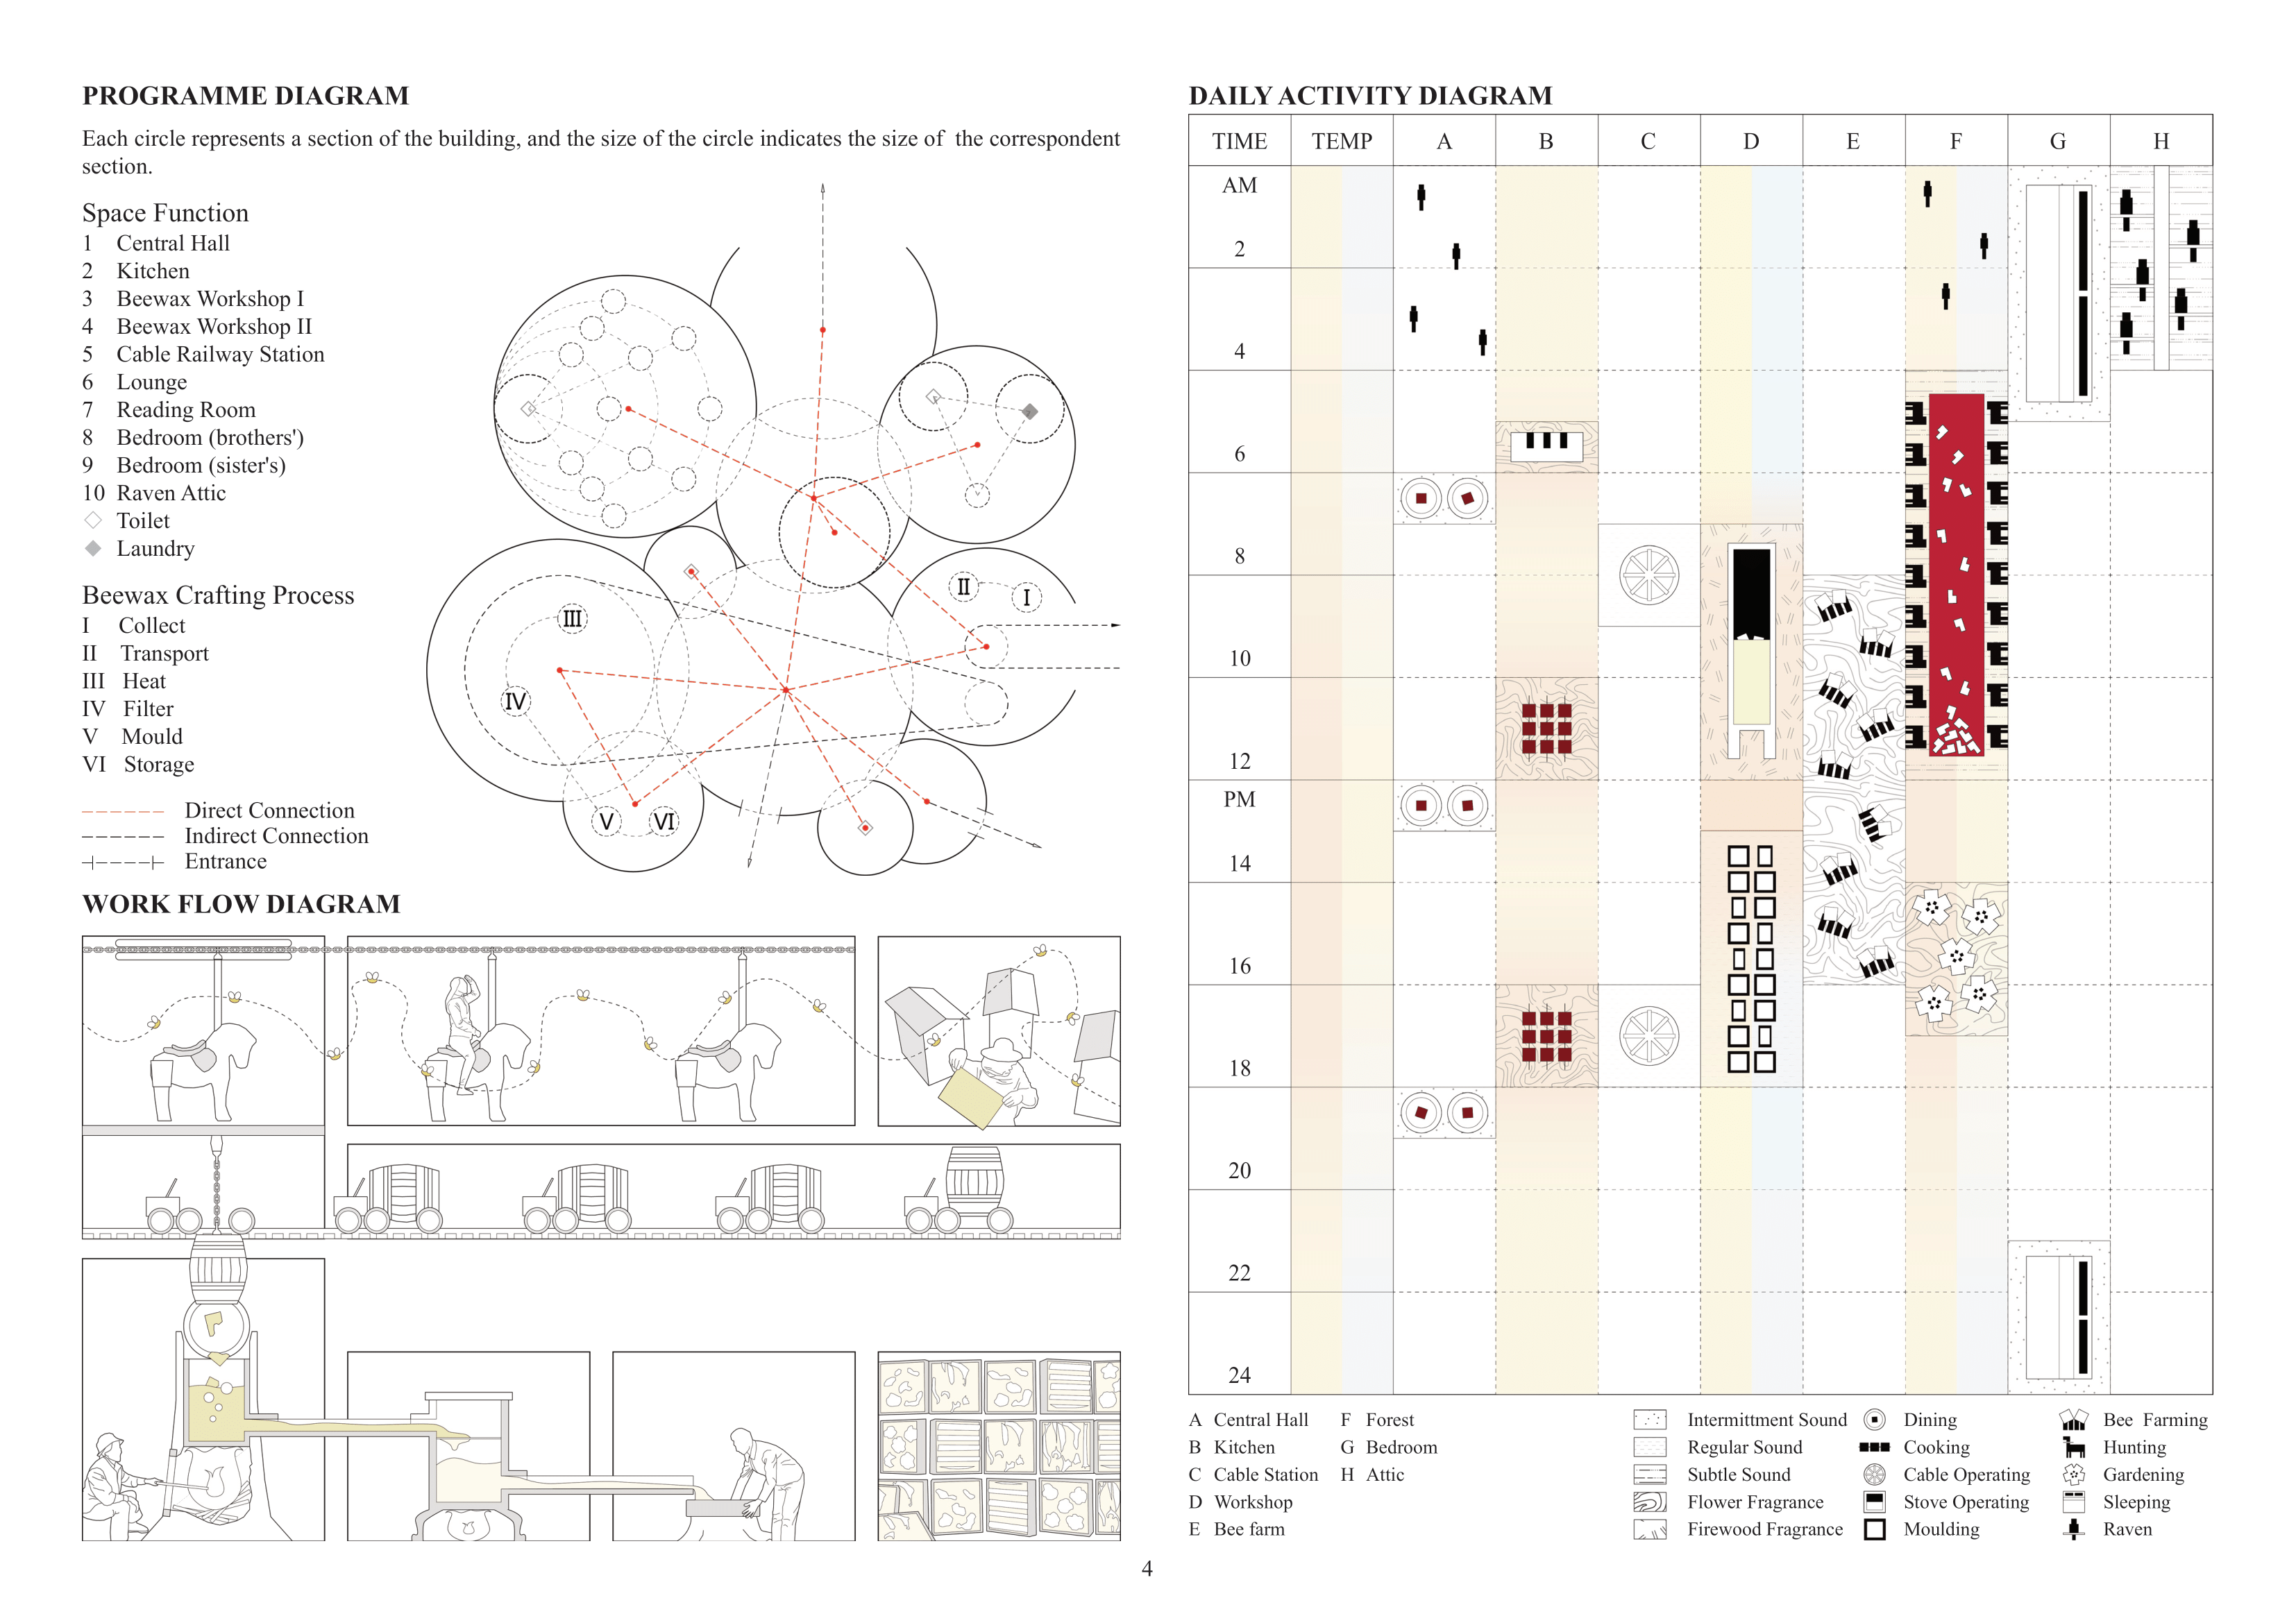 PROGRAMME DIAGRAM
Each circle represents a section of the building, and the size of the circle indicates the size of the correspondent
section.
Space Function
1 Central Hall
2 Kitchen
3 Beewax Workshop I
4 Beewax Workshop II
5 Cable Railway Station
6 Lounge
7 Reading Room
8 Bedroom (brothers')
9 Bedroom (sister's)
10 Raven Attic
Toilet
Laundry
Beewax Crafting Process
I Collect
II Transport
III Heat
IV Filter
V Mould
VI Storage
Direct Connection
Indirect Connection
Entrance
II
I
III
IV
V
VI
WORK FLOW DIAGRAM
DAILY ACTIVITY DIAGRAM
TIME TEMP A B C D E F G H
AM
2
4
6
8
10
12
PM
14
16
18
20
22
24
A Central Hall
B Kitchen
C Cable Station
D Workshop
E Bee farm
F Forest
G Bedroom
H Attic
Intermittment Sound
Regular Sound
Subtle Sound
Flower Fragrance
Firewood Fragrance
Dining
Cooking
Cable Operating
Stove Operating
Moulding
Bee Farming
Hunting
Gardening
Sleeping
Raven
4